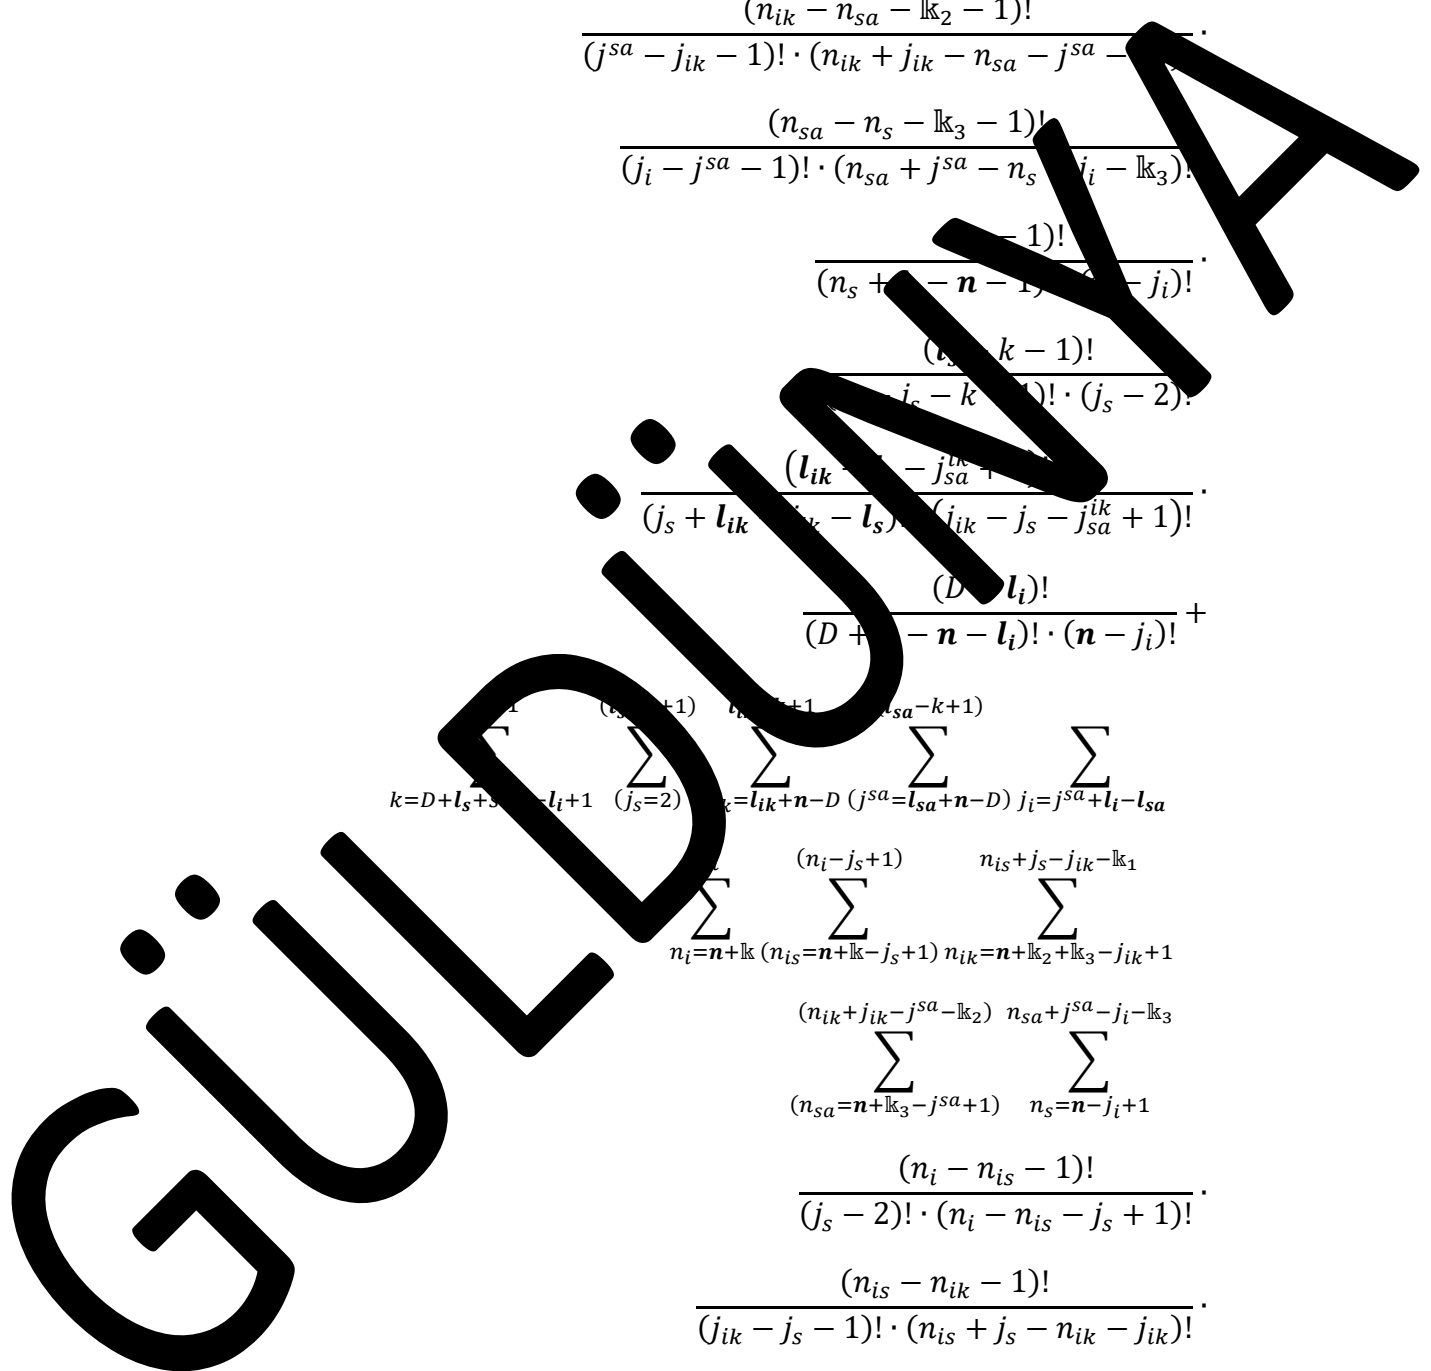 (n_{ik} − n_{sa} − 𝕜_2 − 1)!
(j^{sa} − j_{ik} − 1)! · (n_{ik} + j_{ik} − n_{sa} − j^{sa} − ·
(n_{sa} − n_s − 𝕜_3 − 1)!
(j_i − j^{sa} − 1)! · (n_{sa} + j^{sa} − n_s j_i − 𝕜_3)!
− 1)!
(n_s + − 𝒏 − 1) − j_i)! ·
k − 1)!
j_s − k 1)! · (j_s − 2)!
(𝒍_{𝒊𝒌} − j_{sa}^{ik} +
(j_s + 𝒍_{𝒊𝒌} − 𝒍_𝒔) (j_{ik} − j_s − j_{sa}^{ik} + 1)! ·
(D 𝒍_𝒊)!
(D + − 𝒏 − 𝒍_𝒊)! · (𝒏 − j_i)! +
+1) +1 𝒍_{𝒔𝒂}−k+1)
∑ ∑ ∑ ∑ ∑
k=D+𝒍_𝒔+s −𝒍_𝒊+1 (j_s=2) =𝒍_{𝒊𝒌}+𝒏−D (j^{sa}=𝒍_{𝒔𝒂}+𝒏−D) j_i=j^{sa}+𝒍_𝒊−𝒍_{𝒔𝒂}
(n_i−j_s+1) n_{is}+j_s−j_{ik}−𝕜_1
∑ ∑ ∑
n_i=𝒏+𝕜 (n_{is}=𝒏+𝕜−j_s+1) n_{ik}=𝒏+𝕜_2+𝕜_3−j_{ik}+1
(n_{ik}+j_{ik}−j^{sa}−𝕜_2) n_{sa}+j^{sa}−j_i−𝕜_3
∑ ∑
(n_{sa}=𝒏+𝕜_3−j^{sa}+1) n_s=𝒏−j_i+1
(n_i − n_{is} − 1)!
(j_s − 2)! · (n_i − n_{is} − j_s + 1)! ·
(n_{is} − n_{ik} − 1)!
(j_{ik} − j_s − 1)! · (n_{is} + j_s − n_{ik} − j_{ik})! ·
GÜLDÜNYA